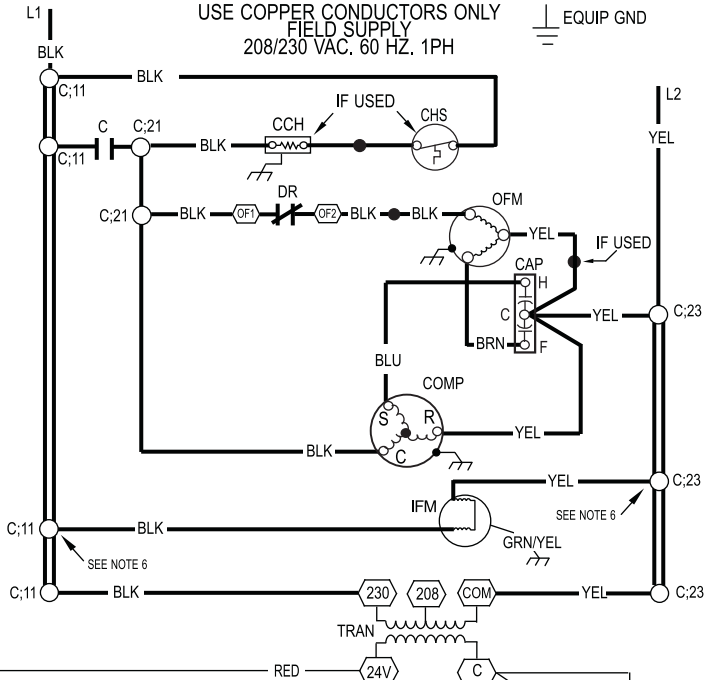 USE COPPER CONDUCTORS ONLY
FIELD SUPPLY
208/230 VAC. 60 HZ. 1PH
EQUIP GND
L1
BLK
C;11
BLK
IF USED
L2
C
C;21
C;11
BLK
CCH
CHS
YEL
C;21
BLK
OF1
DR
OF2
BLK
BLK
OFM
YEL
IF USED
CAP
H
C
YEL
C;23
BRN
F
BLU
COMP
S
R
C
YEL
BLK
YEL
C;23
IFM
SEE NOTE 6
C;11
BLK
GRN/YEL
SEE NOTE 6
C;11
BLK
230
208
COM
YEL
C;23
TRAN
RED
24V
C